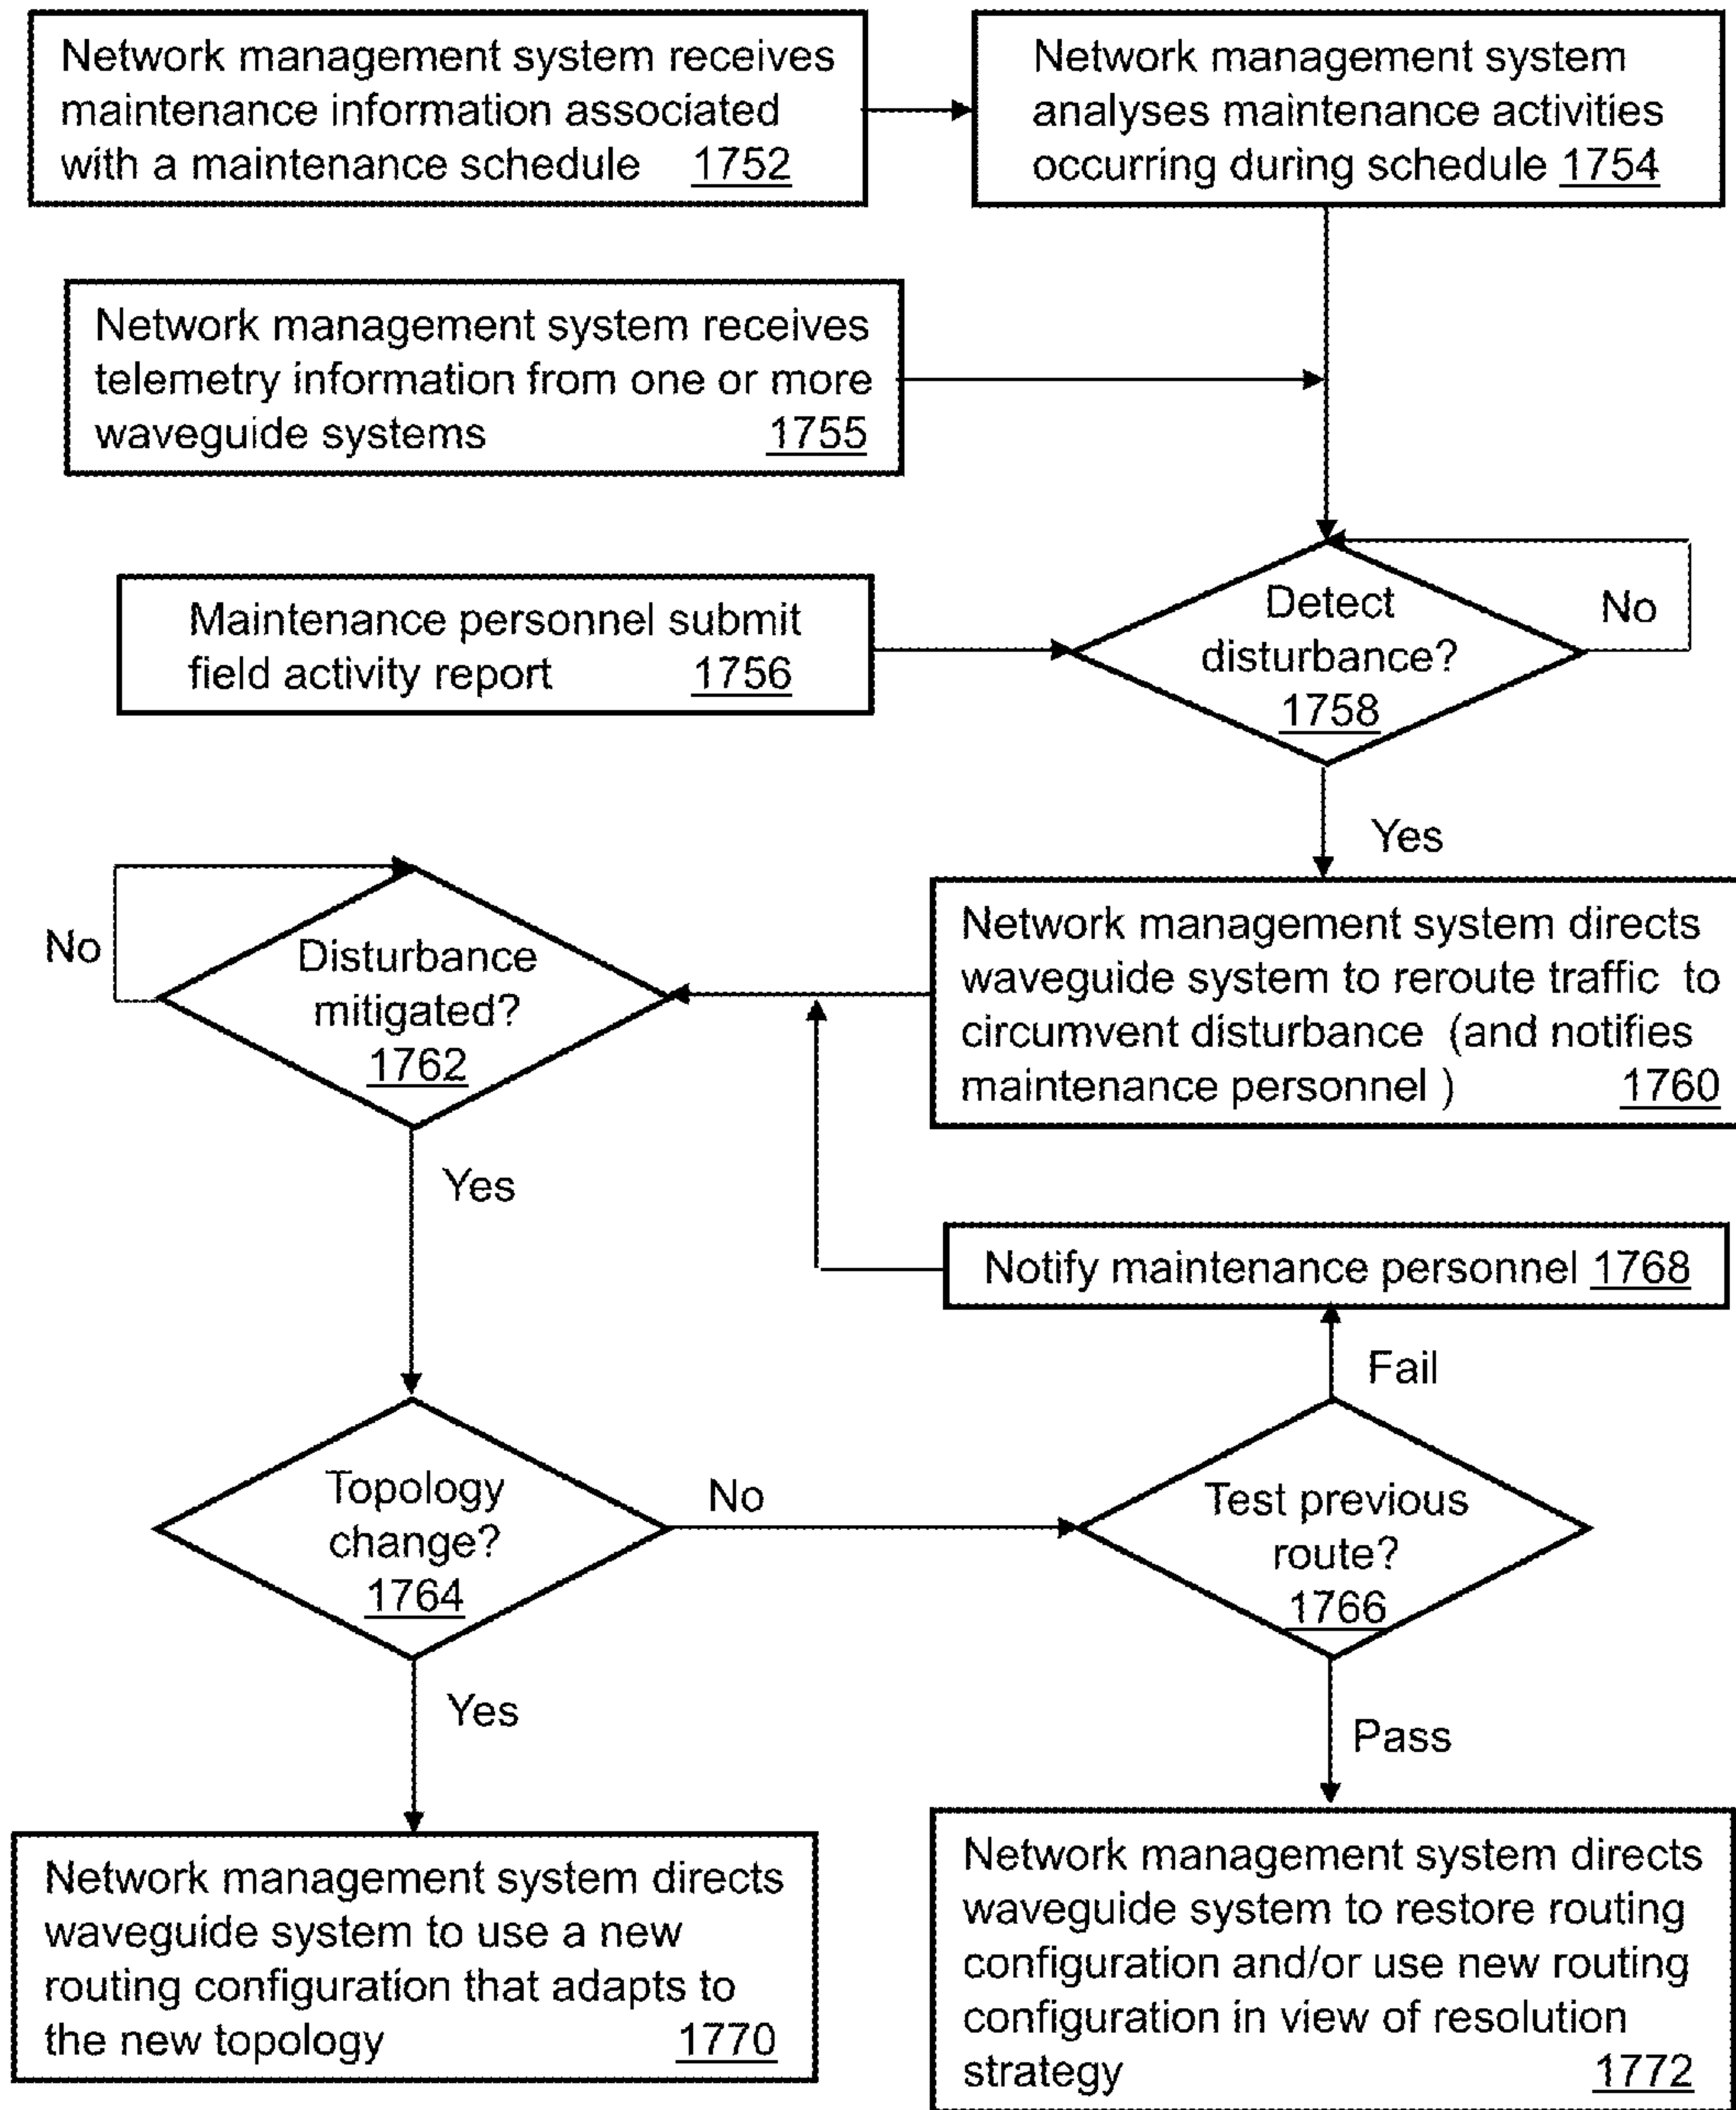 Network management system receives
maintenance information associated
with a maintenance schedule 1752
Network management system
analyses maintenance activities
occurring during schedule 1754
Network management system receives
telemetry information from one or more
waveguide systems 1755
Maintenance personnel submit
field activity report 1756
Detect
disturbance?
1758
No
Yes
Network management system directs
waveguide system to reroute traffic to
circumvent disturbance (and notifies
maintenance personnel ) 1760
Disturbance
mitigated?
1762
No
Yes
Notify maintenance personnel 1768
Fail
Topology
change?
1764
No
Test previous
route?
1766
Yes
Pass
Network management system directs
waveguide system to use a new
routing configuration that adapts to
the new topology 1770
Network management system directs
waveguide system to restore routing
configuration and/or use new routing
configuration in view of resolution
strategy 1772